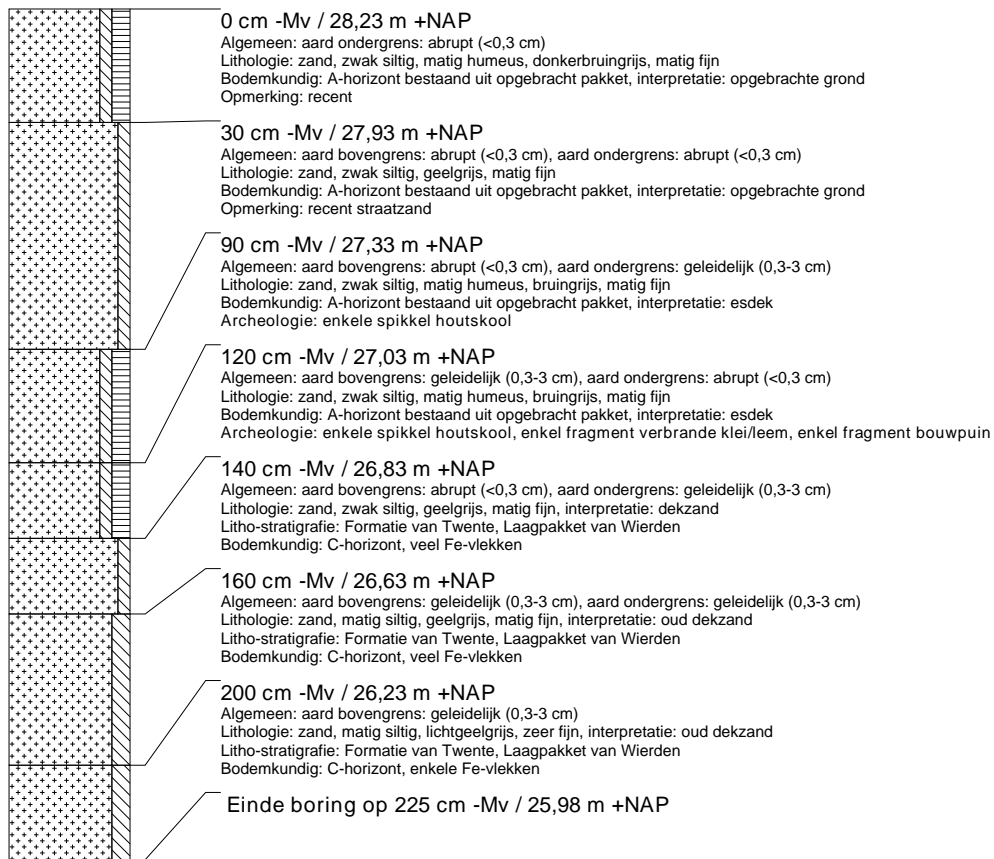 0 cm -Mv / 28,23 m +NAP
Algemeen: aard ondergrens: abrupt (<0,3 cm)
Lithologie: zand, zwak siltig, matig humeus, donkerbruingrijs, matig fijn
Bodemkundig: A-horizont bestaand uit opgebracht pakket, interpretatie: opgebrachte grond
Opmerking: recent
30 cm -Mv / 27,93 m +NAP
Algemeen: aard bovengrens: abrupt (<0,3 cm), aard ondergrens: abrupt (<0,3 cm)
Lithologie: zand, zwak siltig, geelgrijs, matig fijn
Bodemkundig: A-horizont bestaand uit opgebracht pakket, interpretatie: opgebrachte grond
Opmerking: recent straatzand
90 cm -Mv / 27,33 m +NAP
Algemeen: aard bovengrens: abrupt (<0,3 cm), aard ondergrens: geleidelijk (0,3-3 cm)
Lithologie: zand, zwak siltig, matig humeus, bruingrijs, matig fijn
Bodemkundig: A-horizont bestaand uit opgebracht pakket, interpretatie: esdek
Archeologie: enkele spikkel houtskool
120 cm -Mv / 27,03 m +NAP
Algemeen: aard bovengrens: geleidelijk (0,3-3 cm), aard ondergrens: abrupt (<0,3 cm)
Lithologie: zand, zwak siltig, matig humeus, bruingrijs, matig fijn
Bodemkundig: A-horizont bestaand uit opgebracht pakket, interpretatie: esdek
Archeologie: enkele spikkel houtskool, enkel fragment verbrande klei/leem, enkel fragment bouwpuin
140 cm -Mv / 26,83 m +NAP
Algemeen: aard bovengrens: abrupt (<0,3 cm), aard ondergrens: geleidelijk (0,3-3 cm)
Lithologie: zand, zwak siltig, geelgrijs, matig fijn, interpretatie: dekzand
Litho-stratigrafie: Formatie van Twente, Laagpakket van Wierden
Bodemkundig: C-horizont, veel Fe-vlekken
160 cm -Mv / 26,63 m +NAP
Algemeen: aard bovengrens: geleidelijk (0,3-3 cm), aard ondergrens: geleidelijk (0,3-3 cm)
Lithologie: zand, matig siltig, geelgrijs, matig fijn, interpretatie: oud dekzand
Litho-stratigrafie: Formatie van Twente, Laagpakket van Wierden
Bodemkundig: C-horizont, veel Fe-vlekken
200 cm -Mv / 26,23 m +NAP
Algemeen: aard bovengrens: geleidelijk (0,3-3 cm)
Lithologie: zand, matig siltig, lichtgeelgrijs, zeer fijn, interpretatie: oud dekzand
Litho-stratigrafie: Formatie van Twente, Laagpakket van Wierden
Bodemkundig: C-horizont, enkele Fe-vlekken
Einde boring op 225 cm -Mv / 25,98 m +NAP